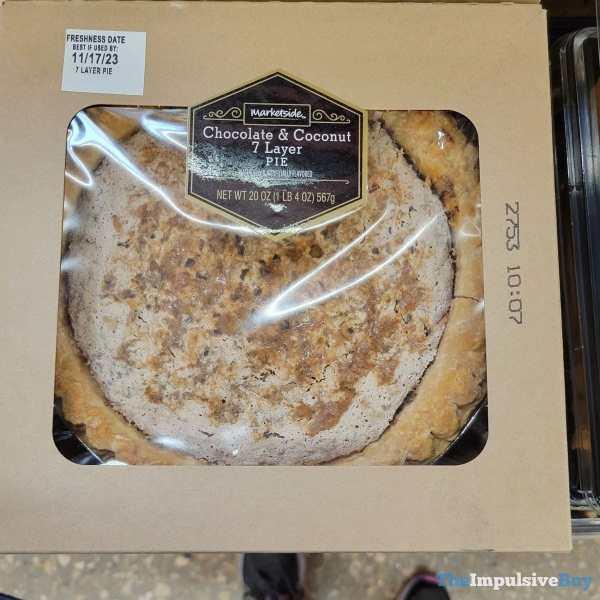 FRESHNESS DATE
BEST IF USED BY:
11/17/23
7 LAYER PIE
Marketside™
Chocolate & Coconut
7 Layer
PIE
NET WT 20 OZ (1 LB 4 OZ) 567g
2753 10:07
TheImpulsiveBuy